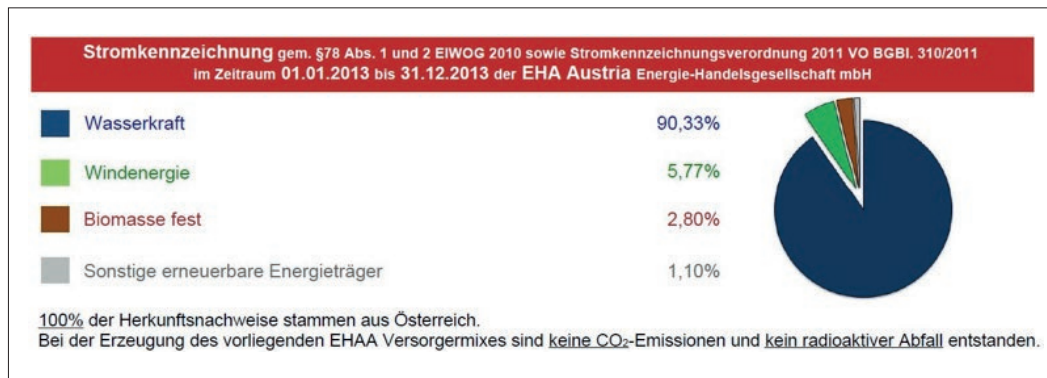 Stromkennzeichnung gem. §78 Abs. 1 und 2 ElWOG 2010 sowie Stromkennzeichnungsverordnung 2011 VO BGBl. 310/2011
im Zeitraum 01.01.2013 bis 31.12.2013 der EHA Austria Energie-Handelsgesellschaft mbH
Wasserkraft 90,33%
Windenergie 5,77%
Biomasse fest 2,80%
Sonstige erneuerbare Energieträger 1,10%
100% der Herkunftsnachweise stammen aus Österreich.
Bei der Erzeugung des vorliegenden EHAA Versorgermixes sind keine CO₂-Emissionen und kein radioaktiver Abfall entstanden.